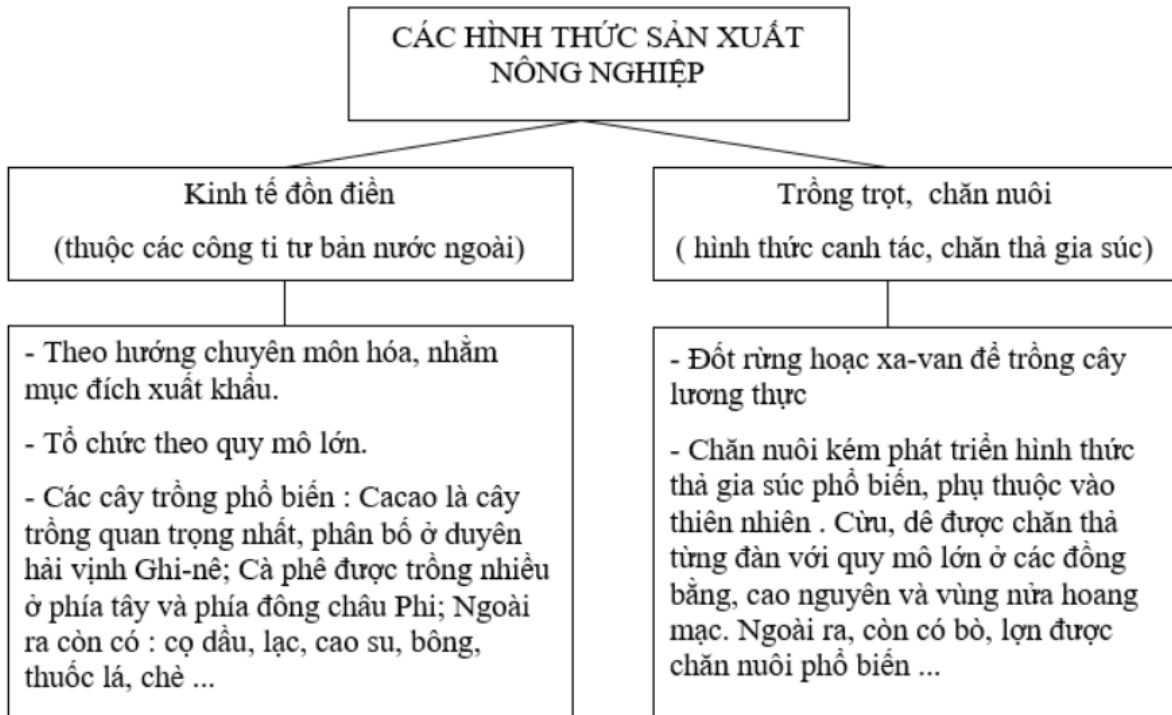 CÁC HÌNH THỨC SẢN XUẤT
NÔNG NGHIỆP
Kinh tế đồn điền
(thuộc các công ti tư bản nước ngoài)
- Theo hướng chuyên môn hóa, nhằm
mục đích xuất khẩu.
- Tổ chức theo quy mô lớn.
- Các cây trồng phổ biến : Cacao là cây
trồng quan trọng nhất, phân bố ở duyên
hải vịnh Ghi-nê; Cà phê được trồng nhiều
ở phía tây và phía đông châu Phi; Ngoài
ra còn có : cọ dầu, lạc, cao su, bông,
thuốc lá, chè ...
Trồng trọt, chăn nuôi
( hình thức canh tác, chăn thả gia súc)
- Đốt rừng hoạc xa-van để trồng cây
lương thực
- Chăn nuôi kém phát triển hình thức
thả gia súc phổ biến, phụ thuộc vào
thiên nhiên . Cừu, dê được chăn thả
từng đàn với quy mô lớn ở các đồng
bằng, cao nguyên và vùng nửa hoang
mạc. Ngoài ra, còn có bò, lợn được
chăn nuôi phổ biến ...